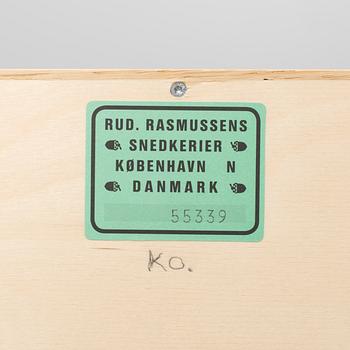 RUD. RASMUSSENS
SNEDKERIER
KØBENHAVN N
DANMARK
55339
Ko.